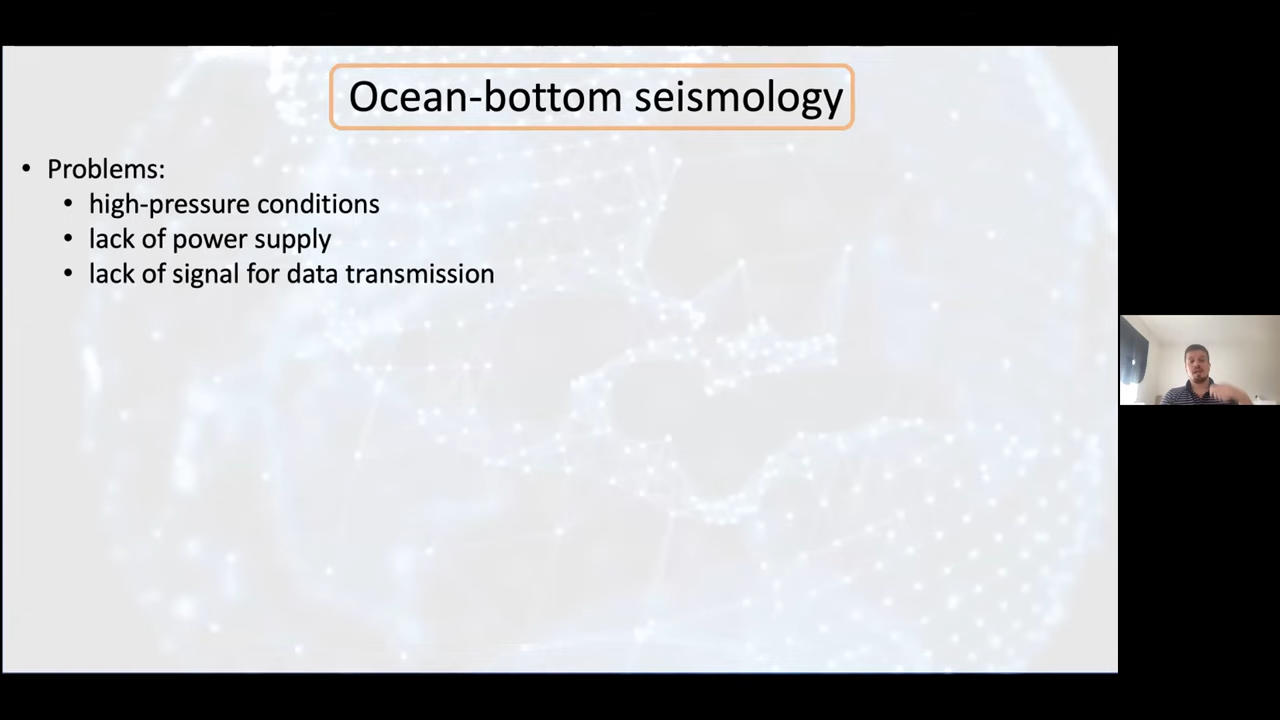 Ocean-bottom seismology
• Problems:
• high-pressure conditions
• lack of power supply
• lack of signal for data transmission